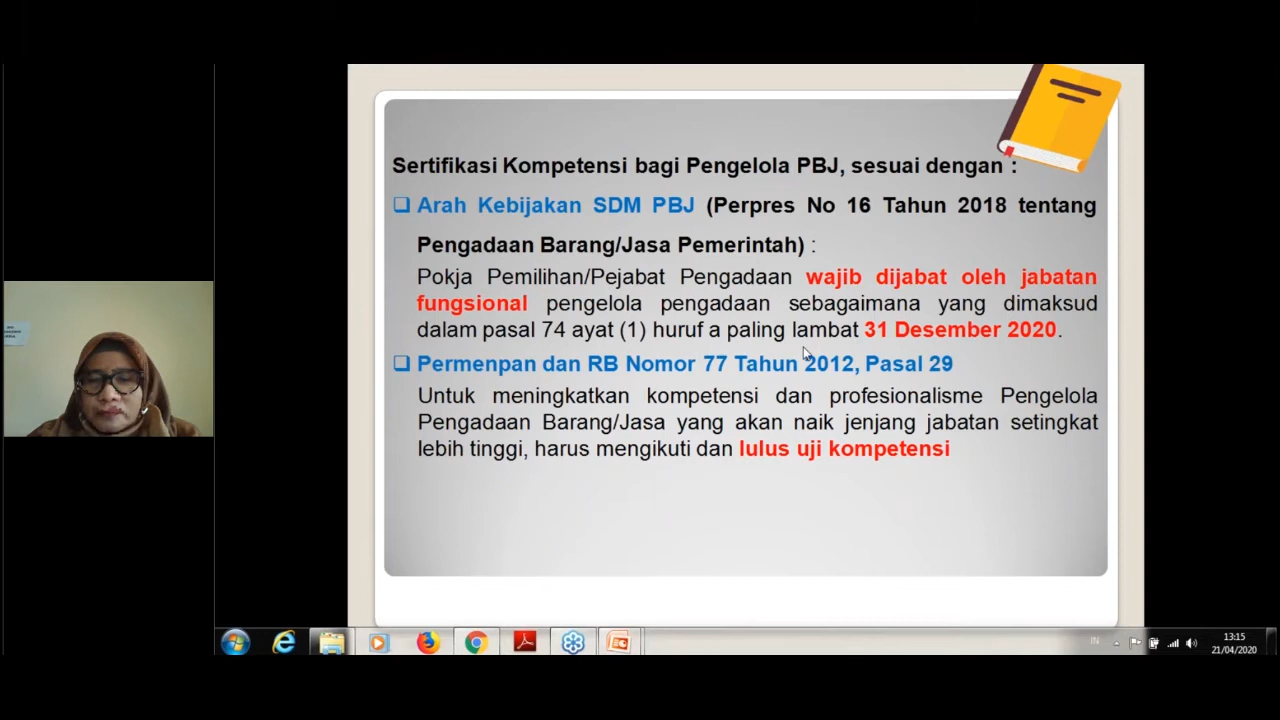 Sertifikasi Kompetensi bagi Pengelola PBJ, sesuai dengan :
❑ Arah Kebijakan SDM PBJ (Perpres No 16 Tahun 2018 tentang
Pengadaan Barang/Jasa Pemerintah) :
Pokja Pemilihan/Pejabat Pengadaan wajib dijabat oleh jabatan
fungsional pengelola pengadaan sebagaimana yang dimaksud
dalam pasal 74 ayat (1) huruf a paling lambat 31 Desember 2020.
❑ Permenpan dan RB Nomor 77 Tahun 2012, Pasal 29
Untuk meningkatkan kompetensi dan profesionalisme Pengelola
Pengadaan Barang/Jasa yang akan naik jenjang jabatan setingkat
lebih tinggi, harus mengikuti dan lulus uji kompetensi
IN
13:15
21/04/2020